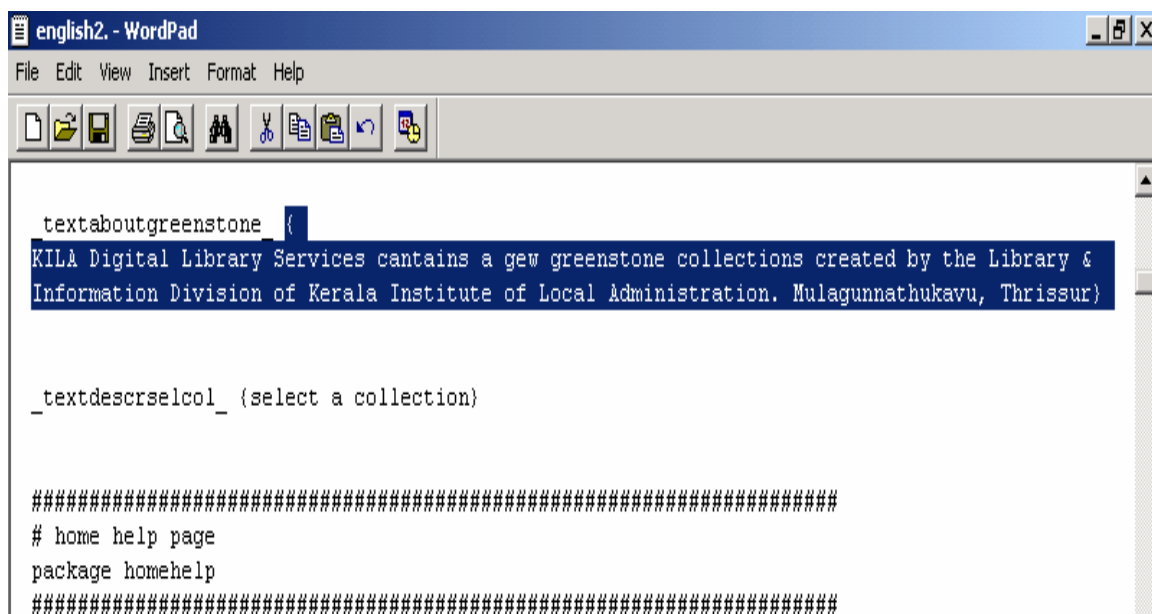 english2. - WordPad
File Edit View Insert Format Help
_textaboutgreenstone_ {
KILA Digital Library Services cantains a gew greenstone collections created by the Library &
Information Division of Kerala Institute of Local Administration. Mulagunnathukavu, Thrissur}
_textdescrselcol_ {select a collection}
######################################################################
# home help page
package homehelp
######################################################################